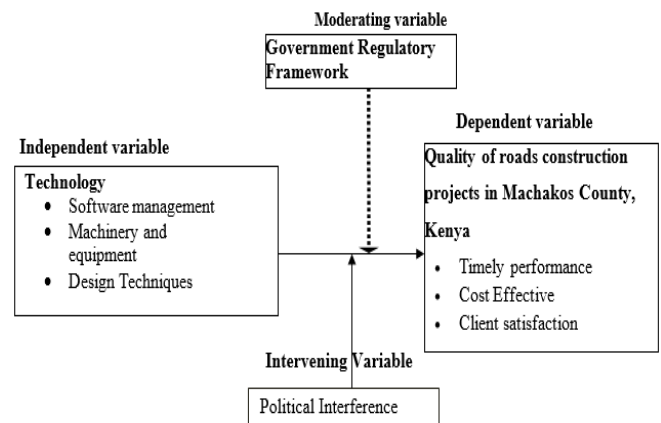 Moderating variable
Government Regulatory
Framework
Independent variable
Technology
• Software management
• Machinery and
equipment
• Design Techniques
Dependent variable
Quality of roads construction
projects in Machakos County,
Kenya
• Timely performance
• Cost Effective
• Client satisfaction
Intervening Variable
Political Interference